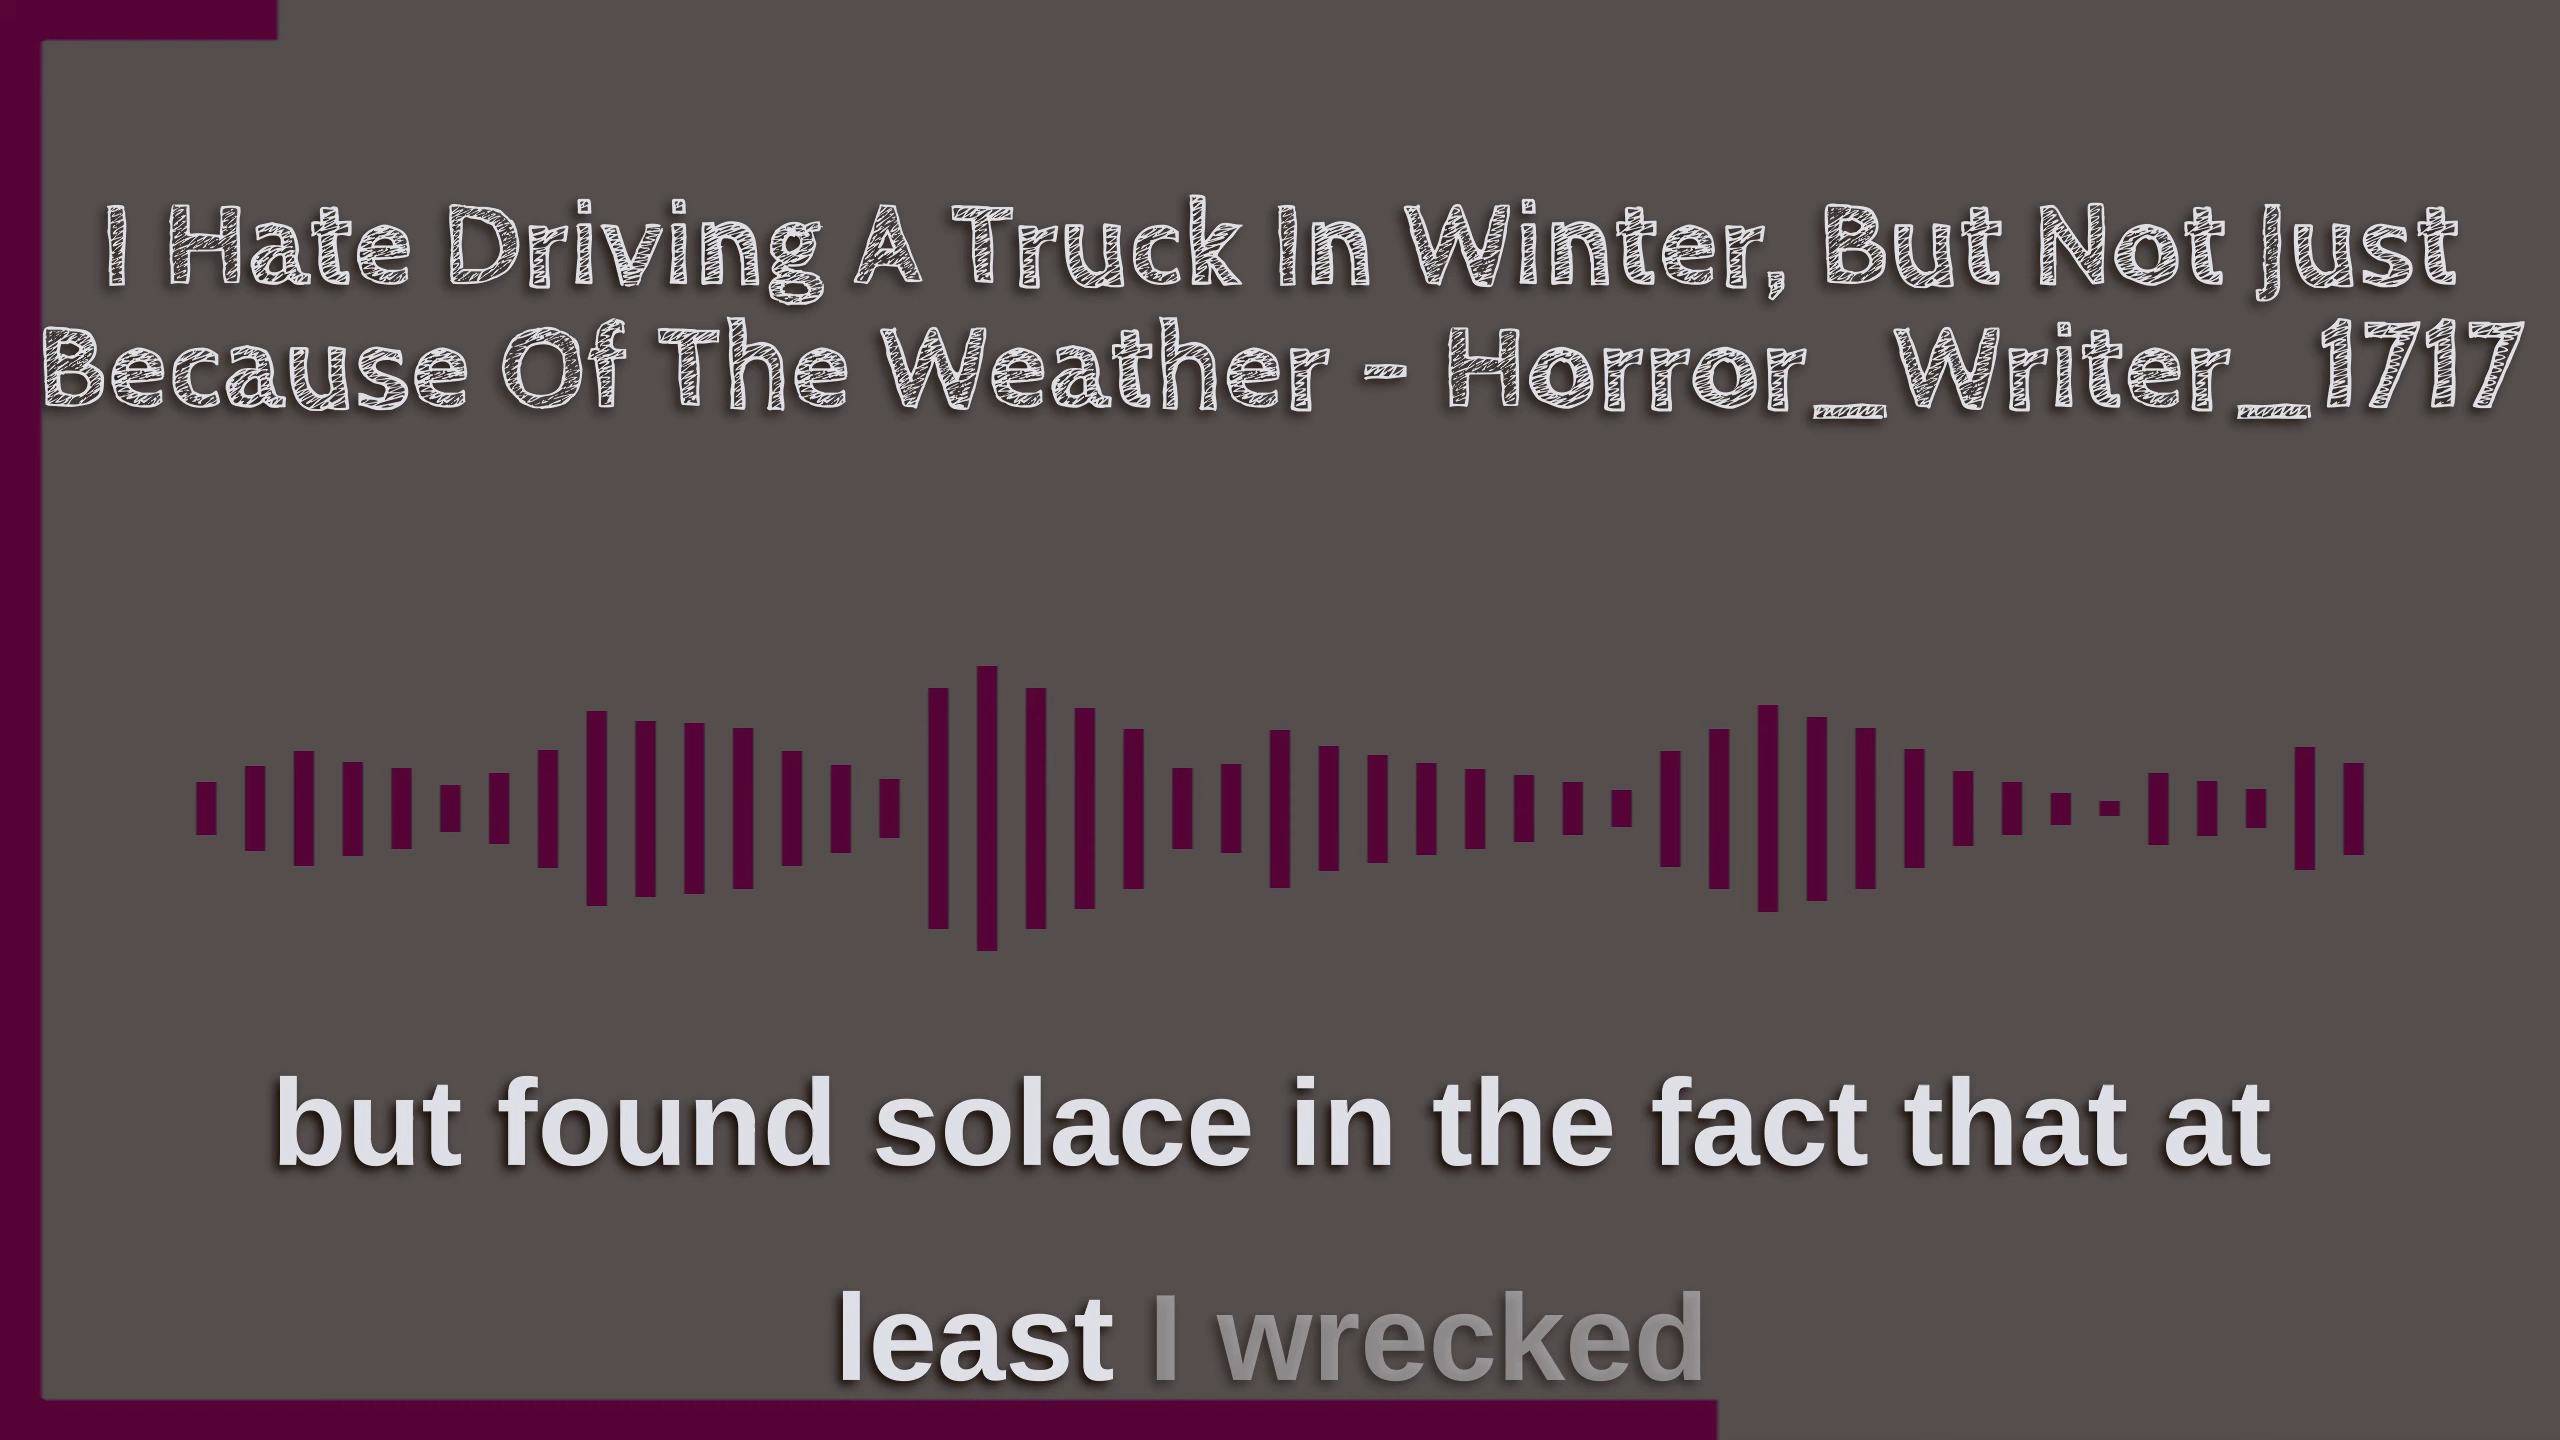 I Hate Driving A Truck In Winter, But Not Just
Because Of The Weather - Horror_Writer_1717
but found solace in the fact that at
least I wrecked